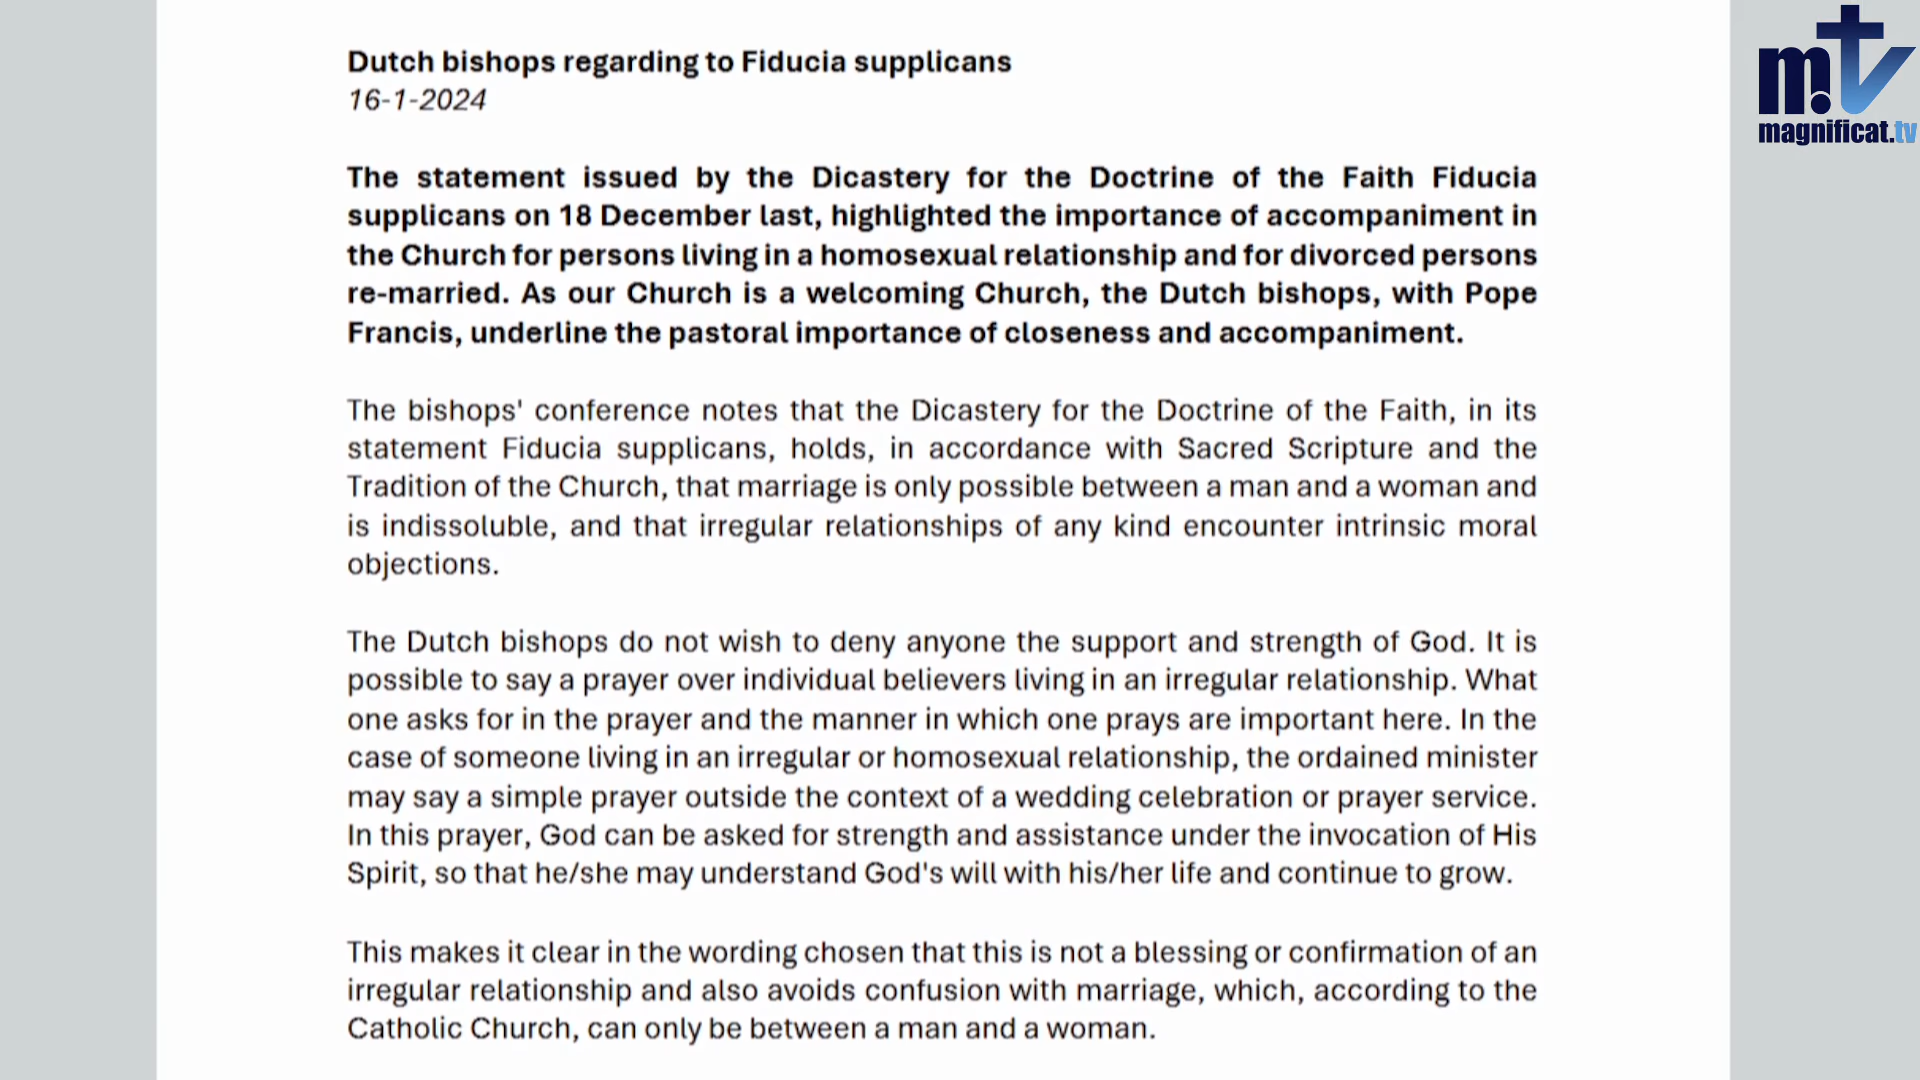 Dutch bishops regarding to Fiducia supplicans
16-1-2024
The statement issued by the Dicastery for the Doctrine of the Faith Fiducia
supplicans on 18 December last, highlighted the importance of accompaniment in
the Church for persons living in a homosexual relationship and for divorced persons
re-married. As our Church is a welcoming Church, the Dutch bishops, with Pope
Francis, underline the pastoral importance of closeness and accompaniment.
The bishops' conference notes that the Dicastery for the Doctrine of the Faith, in its
statement Fiducia supplicans, holds, in accordance with Sacred Scripture and the
Tradition of the Church, that marriage is only possible between a man and a woman and
is indissoluble, and that irregular relationships of any kind encounter intrinsic moral
objections.
The Dutch bishops do not wish to deny anyone the support and strength of God. It is
possible to say a prayer over individual believers living in an irregular relationship. What
one asks for in the prayer and the manner in which one prays are important here. In the
case of someone living in an irregular or homosexual relationship, the ordained minister
may say a simple prayer outside the context of a wedding celebration or prayer service.
In this prayer, God can be asked for strength and assistance under the invocation of His
Spirit, so that he/she may understand God's will with his/her life and continue to grow.
This makes it clear in the wording chosen that this is not a blessing or confirmation of an
irregular relationship and also avoids confusion with marriage, which, according to the
Catholic Church, can only be between a man and a woman.
m.tv
magnificat.tv